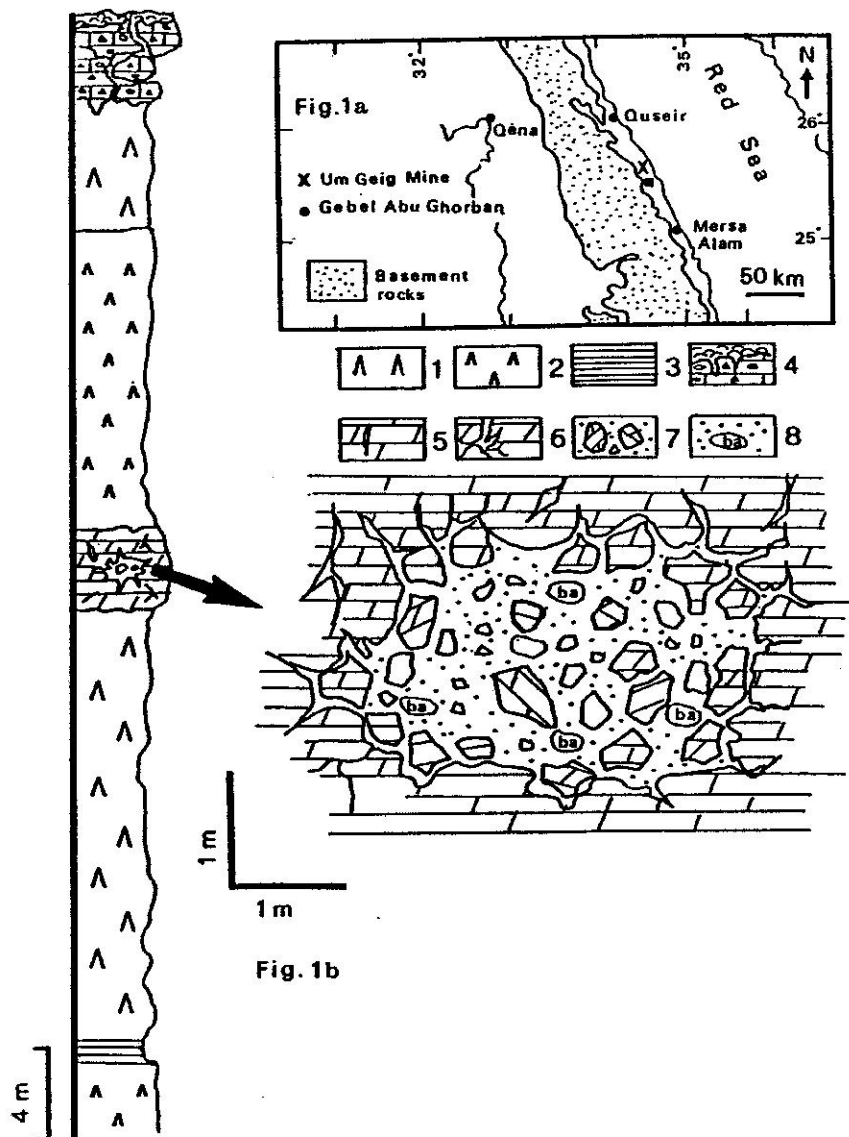 32
35
N
Fig.1a
Red Sea
Qena
Quseir
26
X Um Geig Mine
X
• Gebel Abu Ghorban
Mersa
Alam
25
Basement
rocks
50 km
1
2
3
4
5
6
7
ba
8
ba
ba
ba
ba
1m
1m
Fig. 1b
4 m